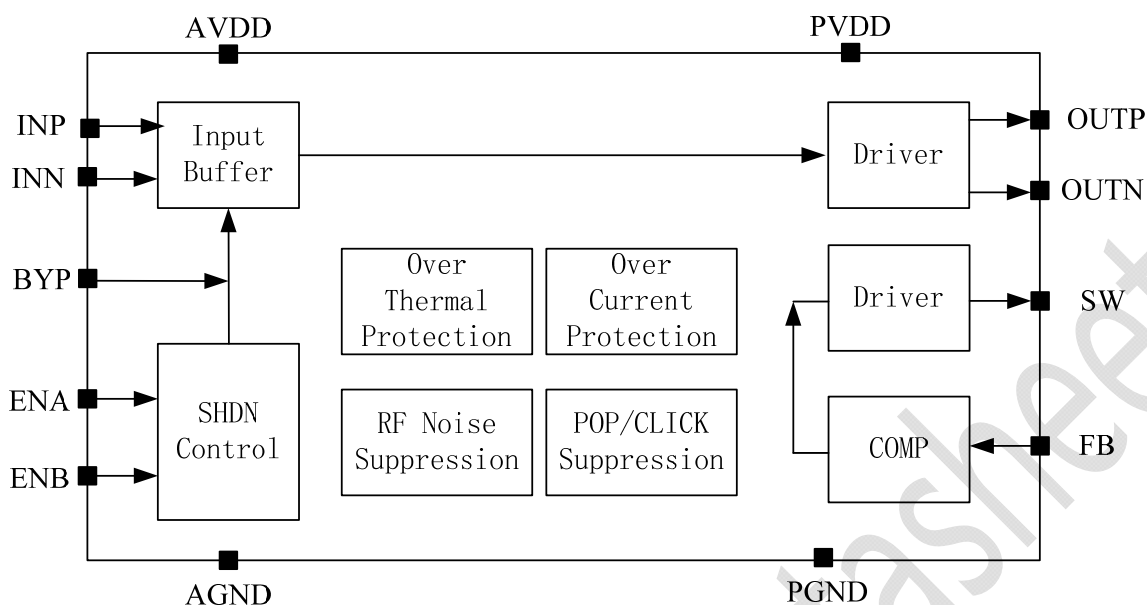 AVDD
PVDD
INP
INN
BYP
ENA
ENB
Input
Buffer
SHDN
Control
Over
Thermal
Protection
Over
Current
Protection
RF Noise
Suppression
POP/CLICK
Suppression
Driver
Driver
COMP
OUTP
OUTN
SW
FB
AGND
PGND